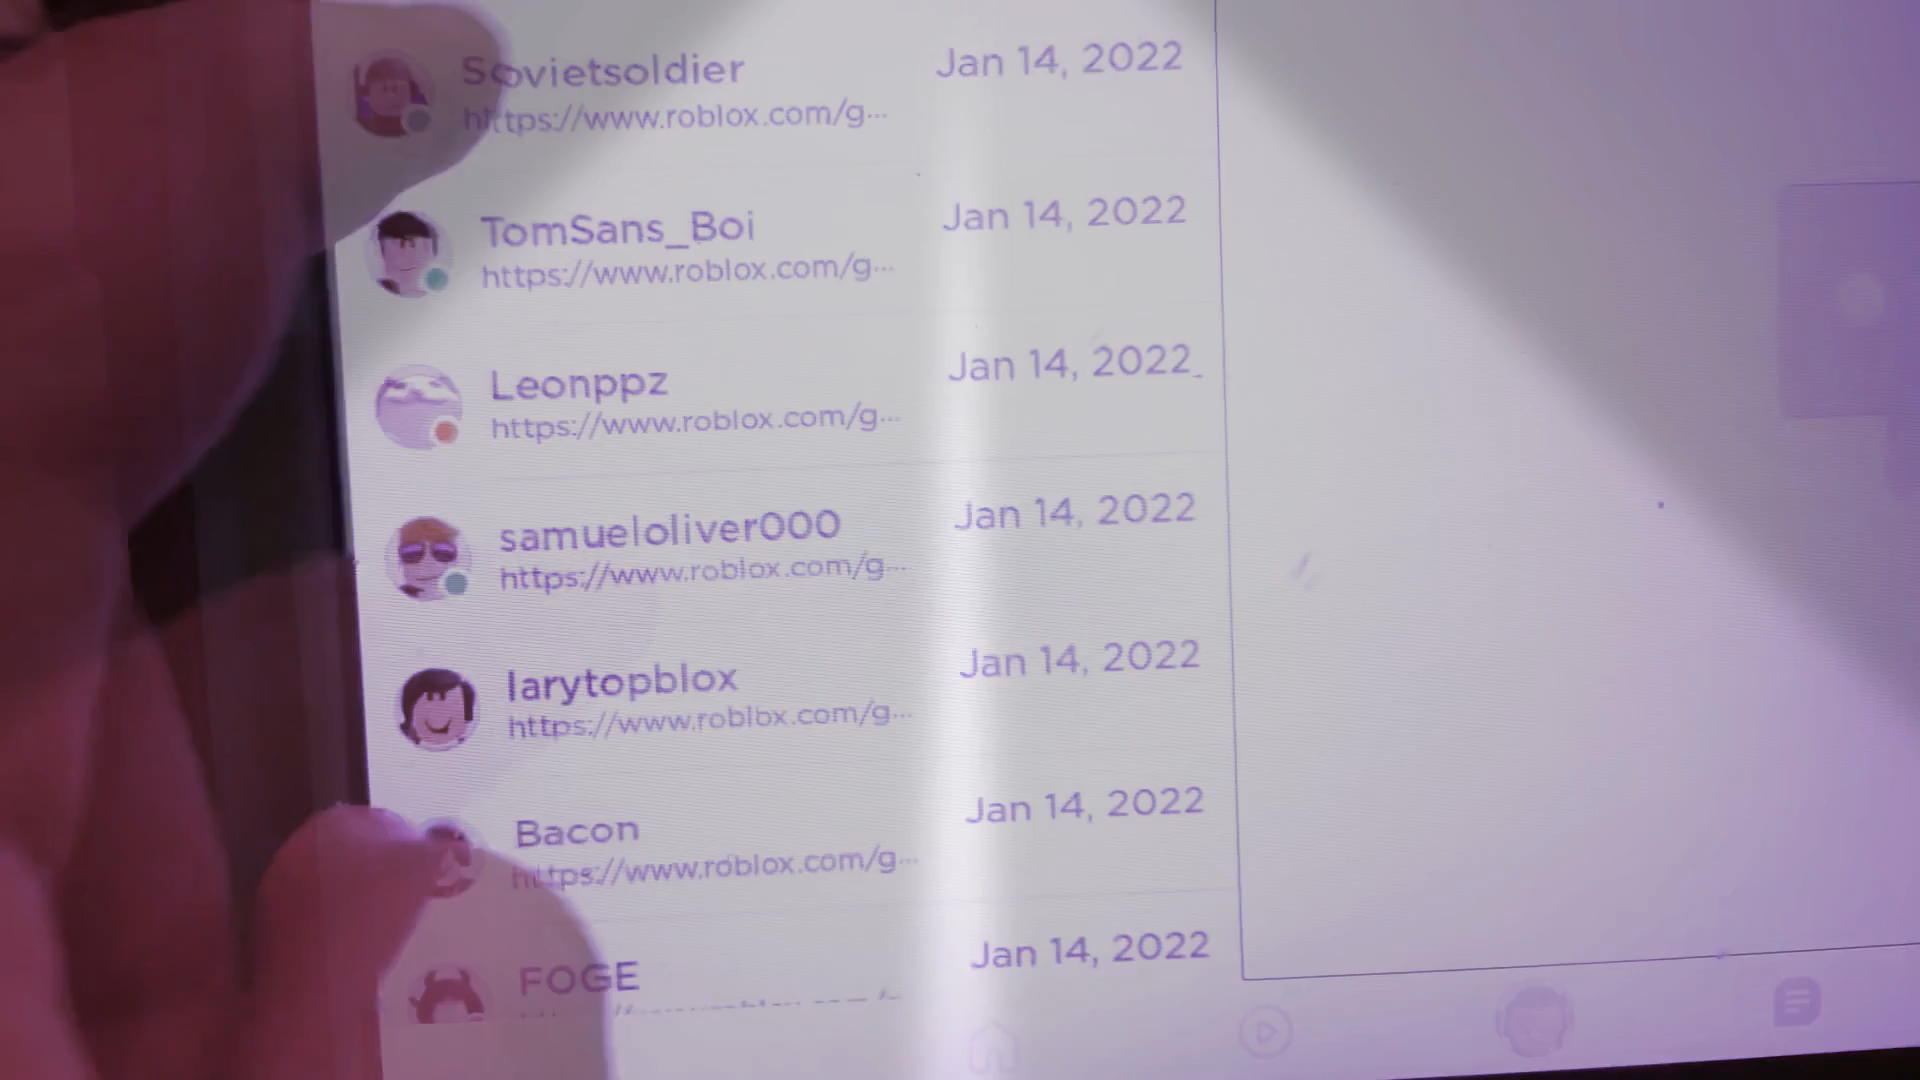 Sovietsoldier
Jan 14, 2022
https://www.roblox.com/g...
TomSans_Boi
Jan 14, 2022
https://www.roblox.com/g...
Leonppz
Jan 14, 2022
https://www.roblox.com/g...
samueloliver000
Jan 14, 2022
https://www.roblox.com/g...
larytopblox
Jan 14, 2022
https://www.roblox.com/g...
Bacon
Jan 14, 2022
https://www.roblox.com/g...
FOGE
Jan 14, 2022